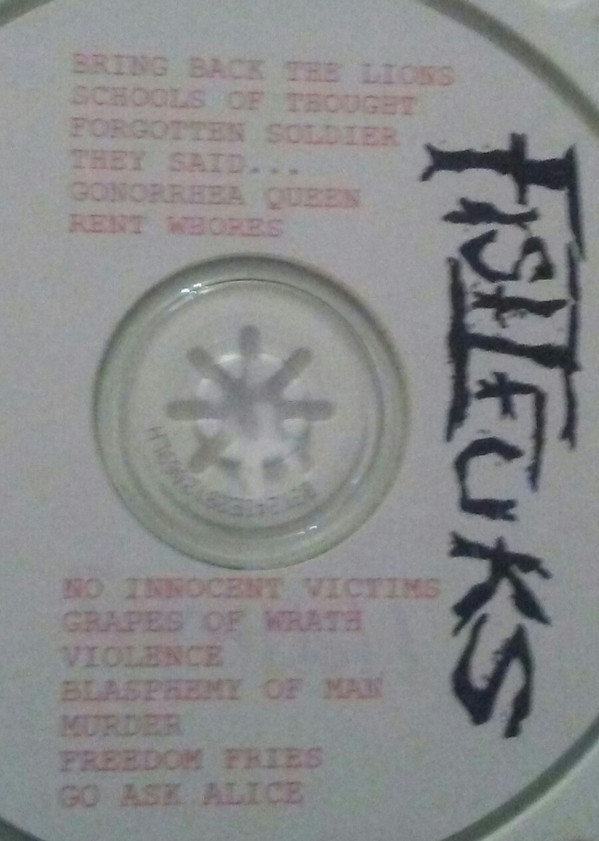 BRING BACK THE LIONS
SCHOOLS OF THOUGHT
FORGOTTEN SOLDIER
THEY SAID...
GONORRHEA QUEEN
RENT WHORES
FISTFUKS
NO INNOCENT VICTIMS
GRAPES OF WRATH
VIOLENCE
BLASPHEMY OF MAN
MURDER
FREEDOM FRIES
GO ASK ALICE